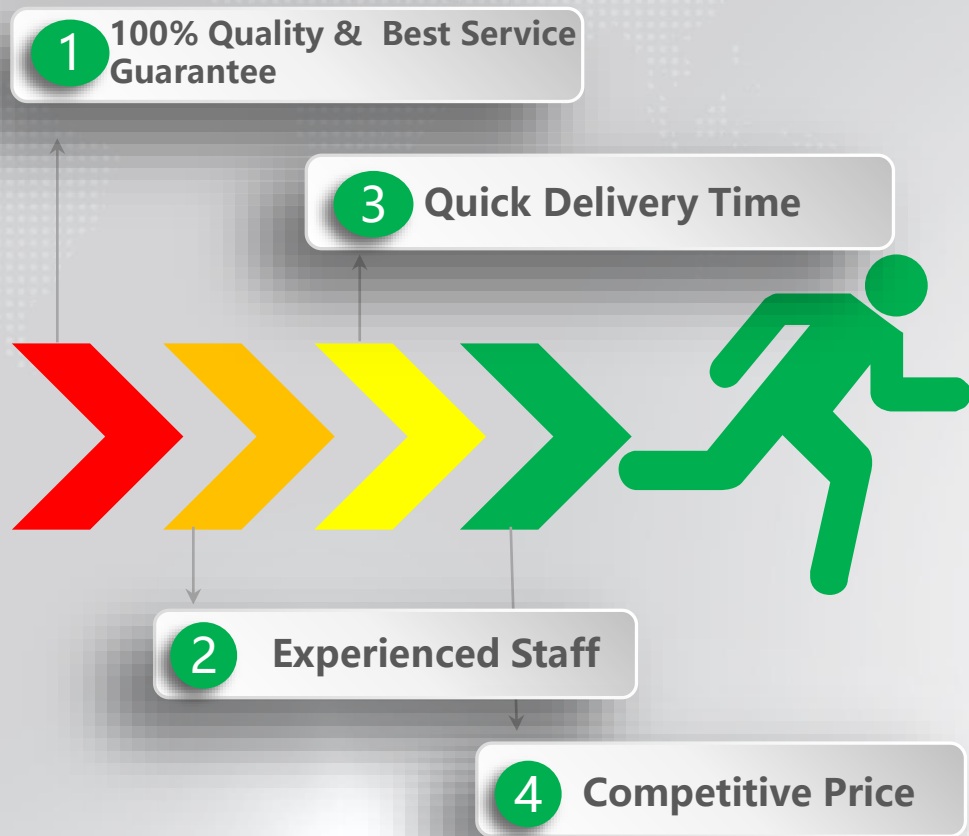 1 100% Quality & Best Service
Guarantee
3 Quick Delivery Time
2 Experienced Staff
4 Competitive Price